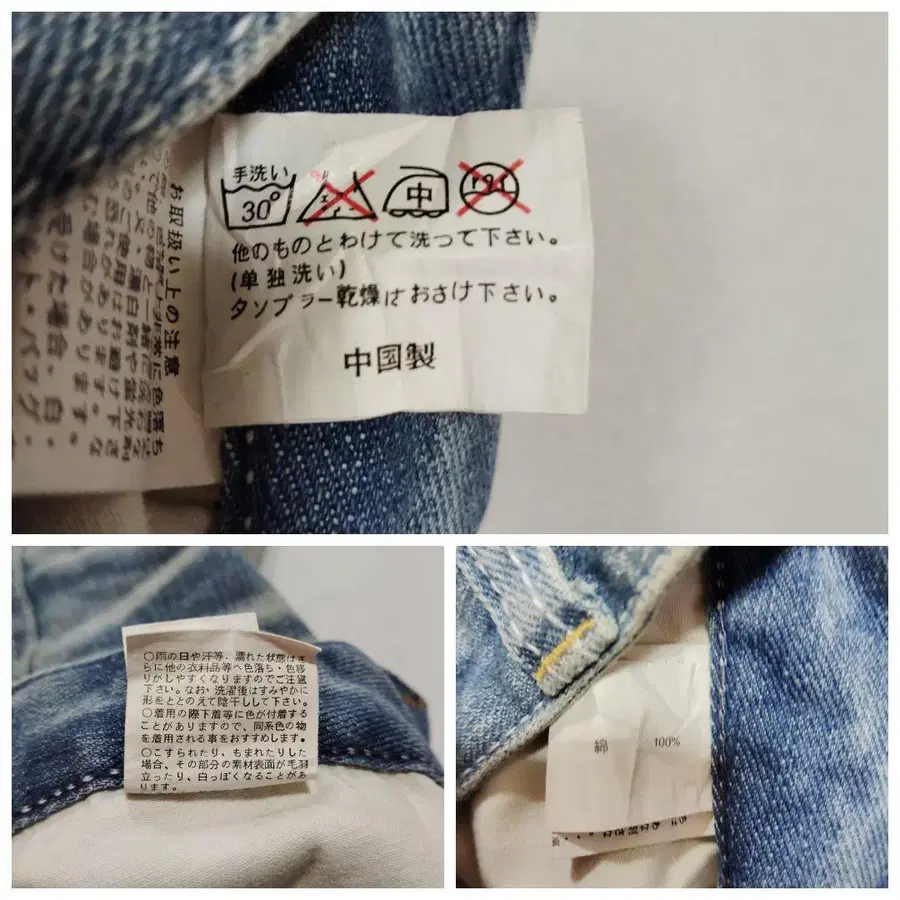 手洗い
30°
中
他のものとわけて洗って下さい。
(単独洗い)
タンブラー乾燥はおさけ下さい。
中国製
お取扱い上の注意
○雨の日や汗等、濡れた状態はさ
らに他の衣料品等へ色落ち・色移
りがしやすくなりますのでご注意
下さい。なお、洗濯後はすみやかに
形をととのえて陰干しして下さい。
○着用の際下着等に色が付着する
ことがありますので、同系色の物
を着用される事をおすすめします。
○こすられたり、もまれたりした
場合、その部分の素材表面が毛羽
立ったり、白っぽくなることがあ
ります。
綿 100%